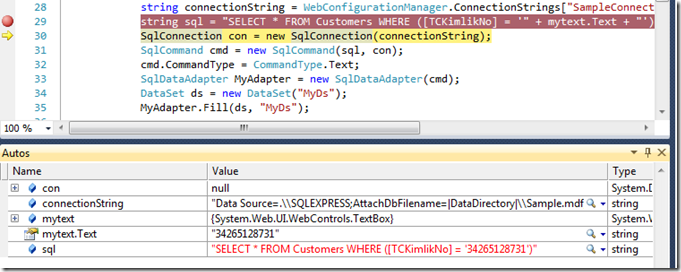 28 string connectionString = WebConfigurationManager.ConnectionStrings["SampleConnect
29 string sql = "SELECT * FROM Customers WHERE ([TCKimlikNo] = '" + mytext.Text + "')
30 SqlConnection con = new SqlConnection(connectionString);
31 SqlCommand cmd = new SqlCommand(sql, con);
32 cmd.CommandType = CommandType.Text;
33 SqlDataAdapter MyAdapter = new SqlDataAdapter(cmd);
34 DataSet ds = new DataSet("MyDs");
35 MyAdapter.Fill(ds, "MyDs");
100 %
Autos
Name Value Type
con null System.D
connectionString "Data Source=.\\SQLEXPRESS;AttachDbFilename=|DataDirectory|\\Sample.mdf string
mytext {System.Web.UI.WebControls.TextBox} System.W
mytext.Text "34265128731" string
sql "SELECT * FROM Customers WHERE ([TCKimlikNo] = '34265128731')" string